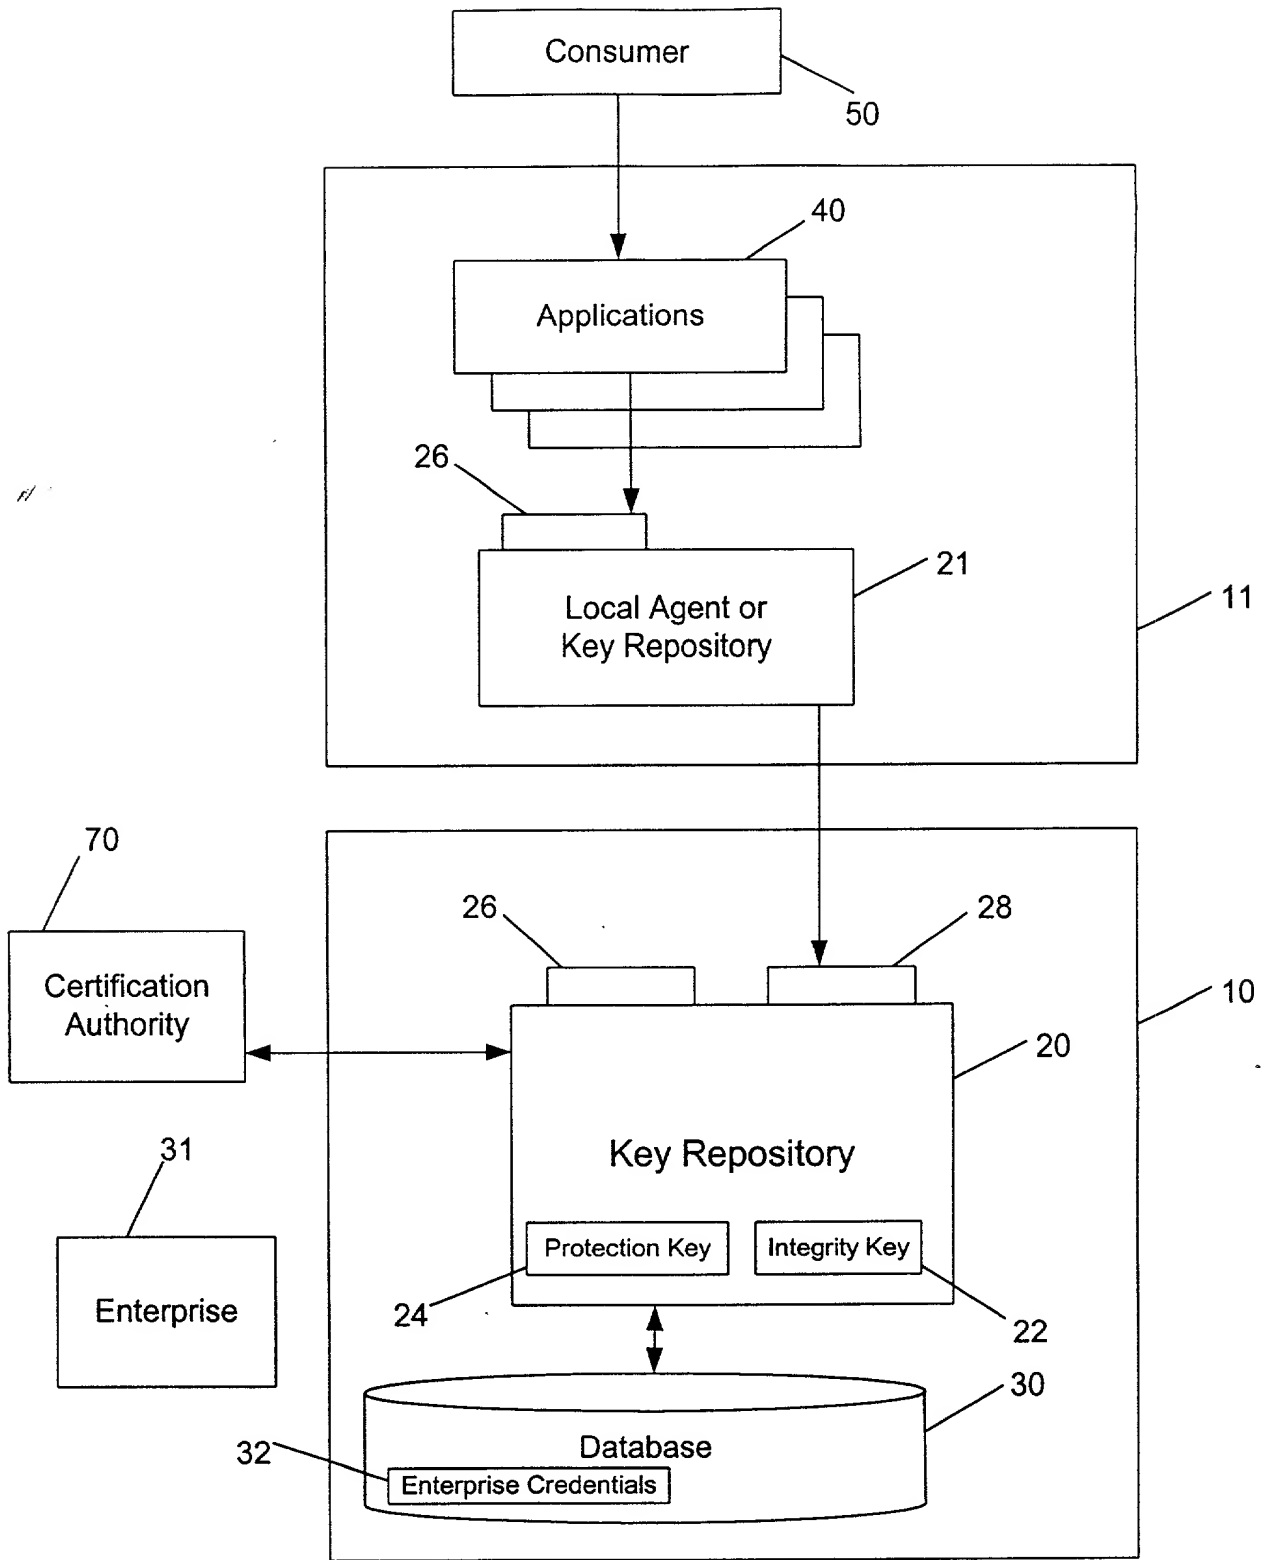 Consumer
50
40
Applications
26
21
Local Agent or
Key Repository
11
70
26
28
Certification
Authority
10
20
31
Key Repository
Protection Key
Integrity Key
Enterprise
24
22
30
Database
32
Enterprise Credentials